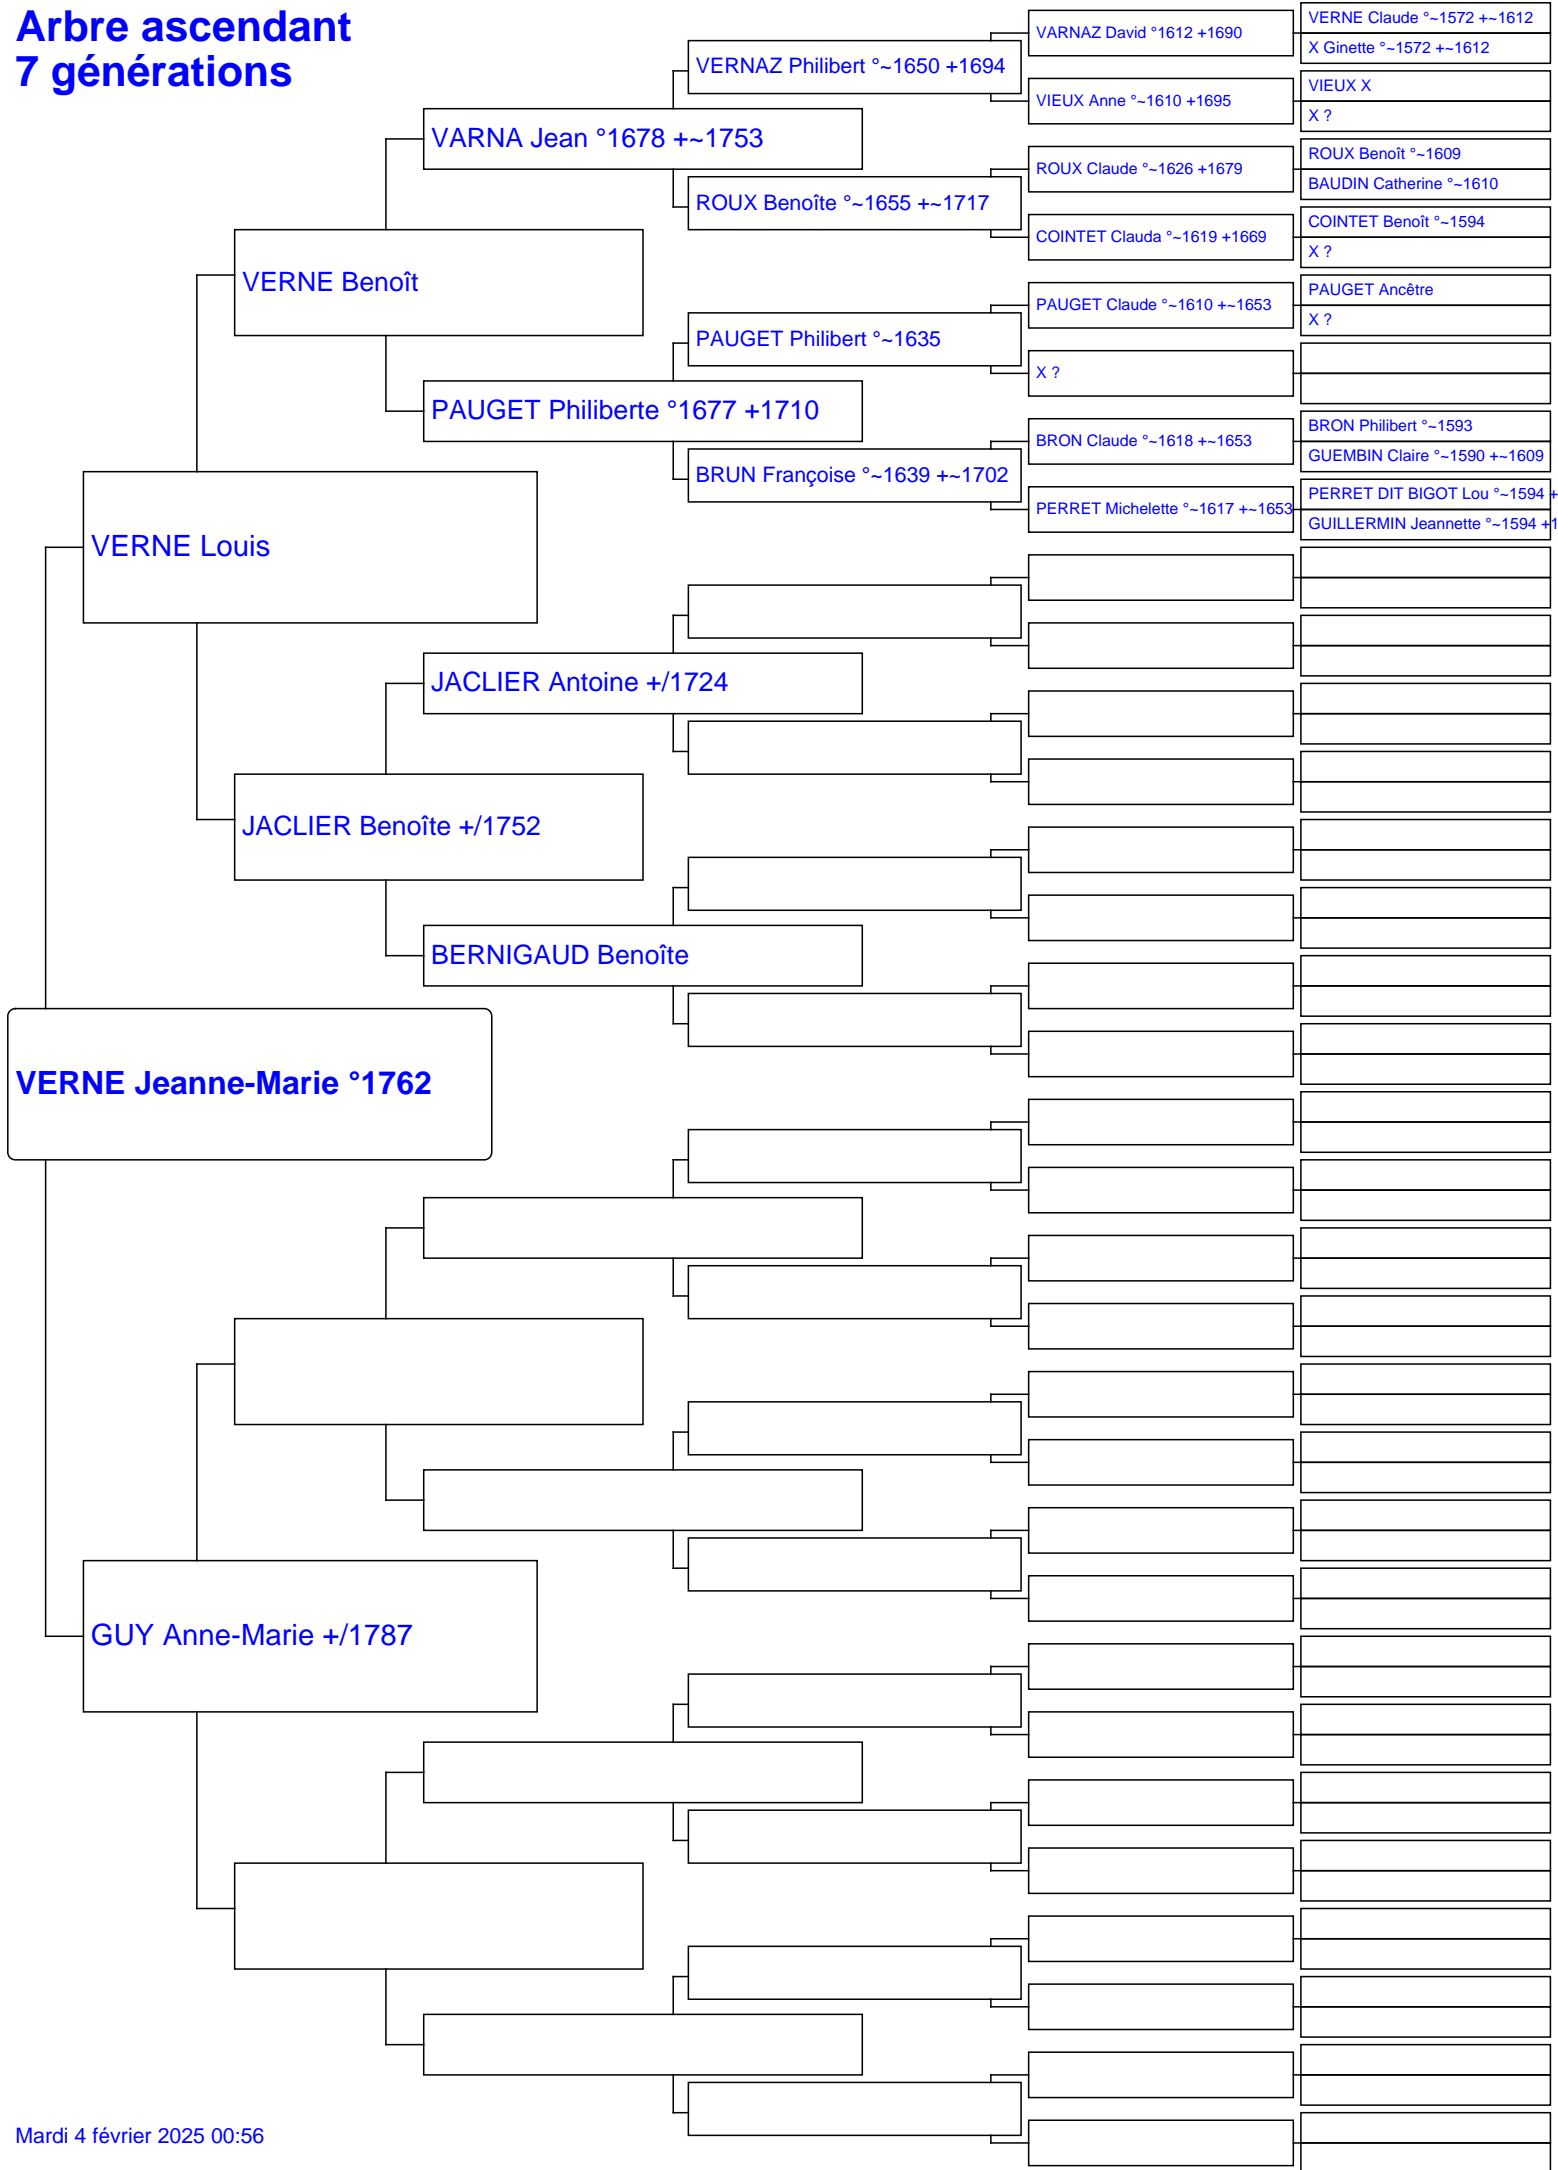 Arbre ascendant
7 générations
VERNE Jeanne-Marie °1762
VERNE Louis
GUY Anne-Marie +/1787
VERNE Benoît
JACLIER Benoîte +/1752
VARNA Jean °1678 +~1753
PAUGET Philiberte °1677 +1710
JACLIER Antoine +/1724
BERNIGAUD Benoîte
VERNAZ Philibert °~1650 +1694
ROUX Benoîte °~1655 +~1717
PAUGET Philibert °~1635
BRUN Françoise °~1639 +~1702
VARNAZ David °1612 +1690
VIEUX Anne °~1610 +1695
ROUX Claude °~1626 +1679
COINTET Clauda °~1619 +1669
PAUGET Claude °~1610 +~1653
X ?
BRON Claude °~1618 +~1653
PERRET Michelette °~1617 +~1653
VERNE Claude °~1572 +~1612
X Ginette °~1572 +~1612
VIEUX X
X ?
ROUX Benoît °~1609
BAUDIN Catherine °~1610
COINTET Benoît °~1594
X ?
PAUGET Ancêtre
X ?
BRON Philibert °~1593
GUEMBIN Claire °~1590 +~1609
PERRET DIT BIGOT Lou °~1594 +
GUILLERMIN Jeannette °~1594 +1
Mardi 4 février 2025 00:56